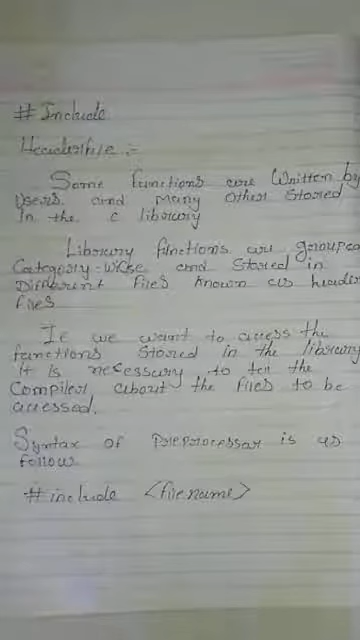 # Include
Headerfile :-
Some functions are Written by
Users and many other Stored
In the C library
Library functions are grouped
Category-wise and Stored in
Different files known as header
files
If we want to access the
functions Stored in the library
it is necessary to tell the
Compiler about the files to be
accessed.
Syntax of Preprocessar is as
follow
#include <filename>